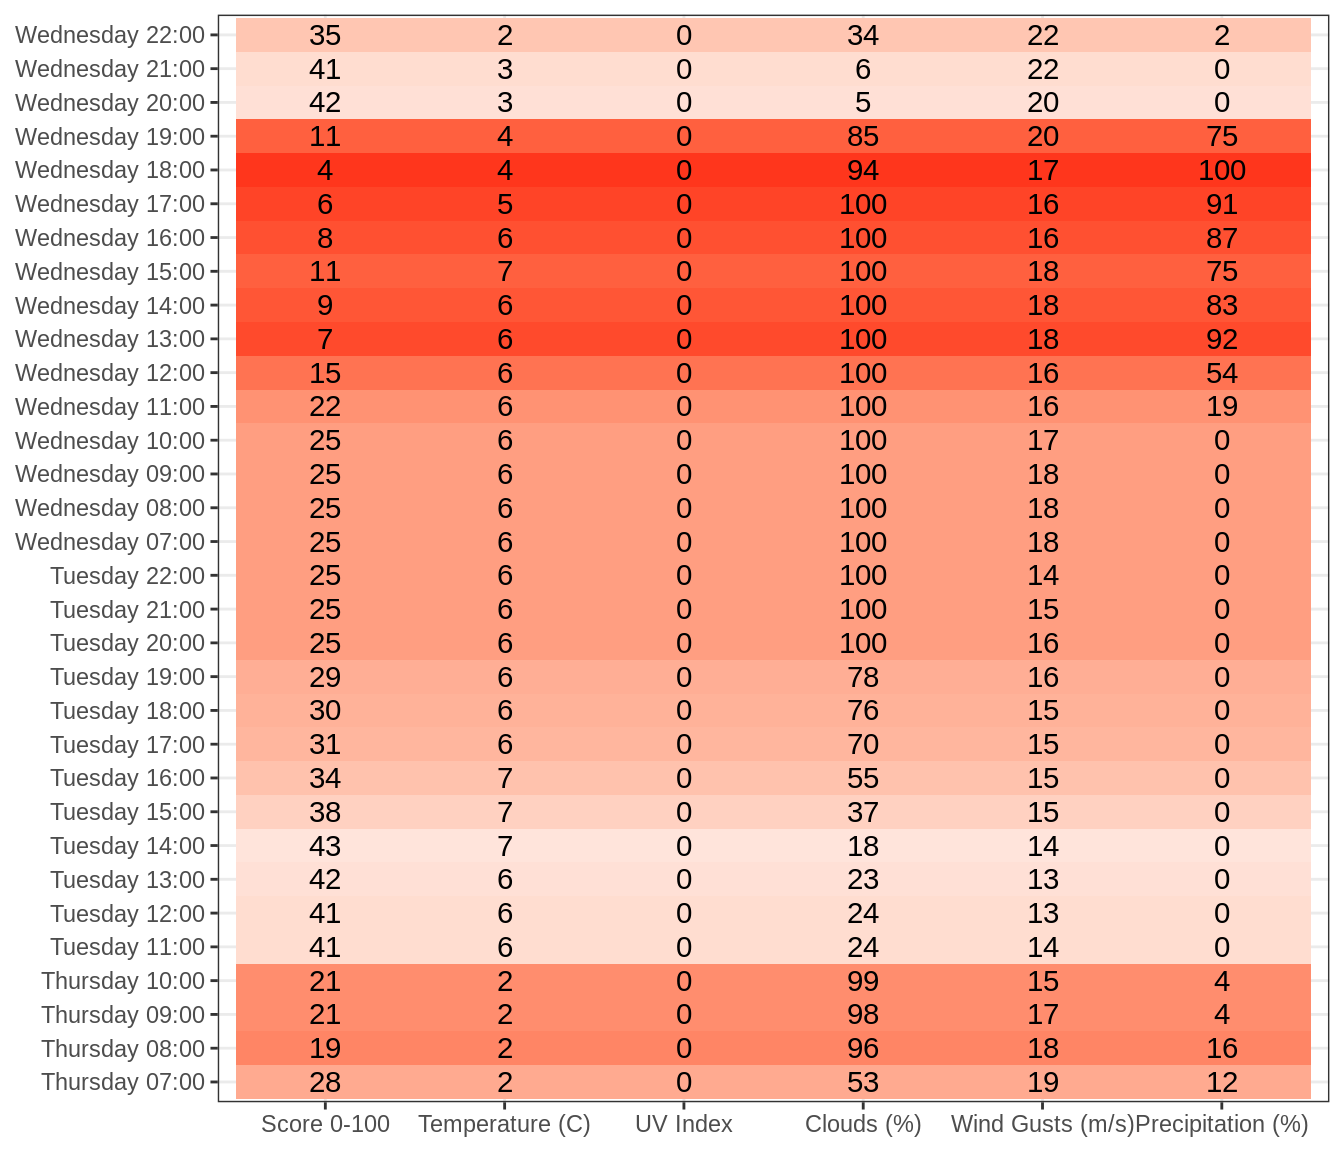 Wednesday 22:00 35 2 0 34 22 2
Wednesday 21:00 41 3 0 6 22 0
Wednesday 20:00 42 3 0 5 20 0
Wednesday 19:00 11 4 0 85 20 75
Wednesday 18:00 4 4 0 94 17 100
Wednesday 17:00 6 5 0 100 16 91
Wednesday 16:00 8 6 0 100 16 87
Wednesday 15:00 11 7 0 100 18 75
Wednesday 14:00 9 6 0 100 18 83
Wednesday 13:00 7 6 0 100 18 92
Wednesday 12:00 15 6 0 100 16 54
Wednesday 11:00 22 6 0 100 16 19
Wednesday 10:00 25 6 0 100 17 0
Wednesday 09:00 25 6 0 100 18 0
Wednesday 08:00 25 6 0 100 18 0
Wednesday 07:00 25 6 0 100 18 0
Tuesday 22:00 25 6 0 100 14 0
Tuesday 21:00 25 6 0 100 15 0
Tuesday 20:00 25 6 0 100 16 0
Tuesday 19:00 29 6 0 78 16 0
Tuesday 18:00 30 6 0 76 15 0
Tuesday 17:00 31 6 0 70 15 0
Tuesday 16:00 34 7 0 55 15 0
Tuesday 15:00 38 7 0 37 15 0
Tuesday 14:00 43 7 0 18 14 0
Tuesday 13:00 42 6 0 23 13 0
Tuesday 12:00 41 6 0 24 13 0
Tuesday 11:00 41 6 0 24 14 0
Thursday 10:00 21 2 0 99 15 4
Thursday 09:00 21 2 0 98 17 4
Thursday 08:00 19 2 0 96 18 16
Thursday 07:00 28 2 0 53 19 12
Score 0-100 Temperature (C) UV Index Clouds (%) Wind Gusts (m/s) Precipitation (%)